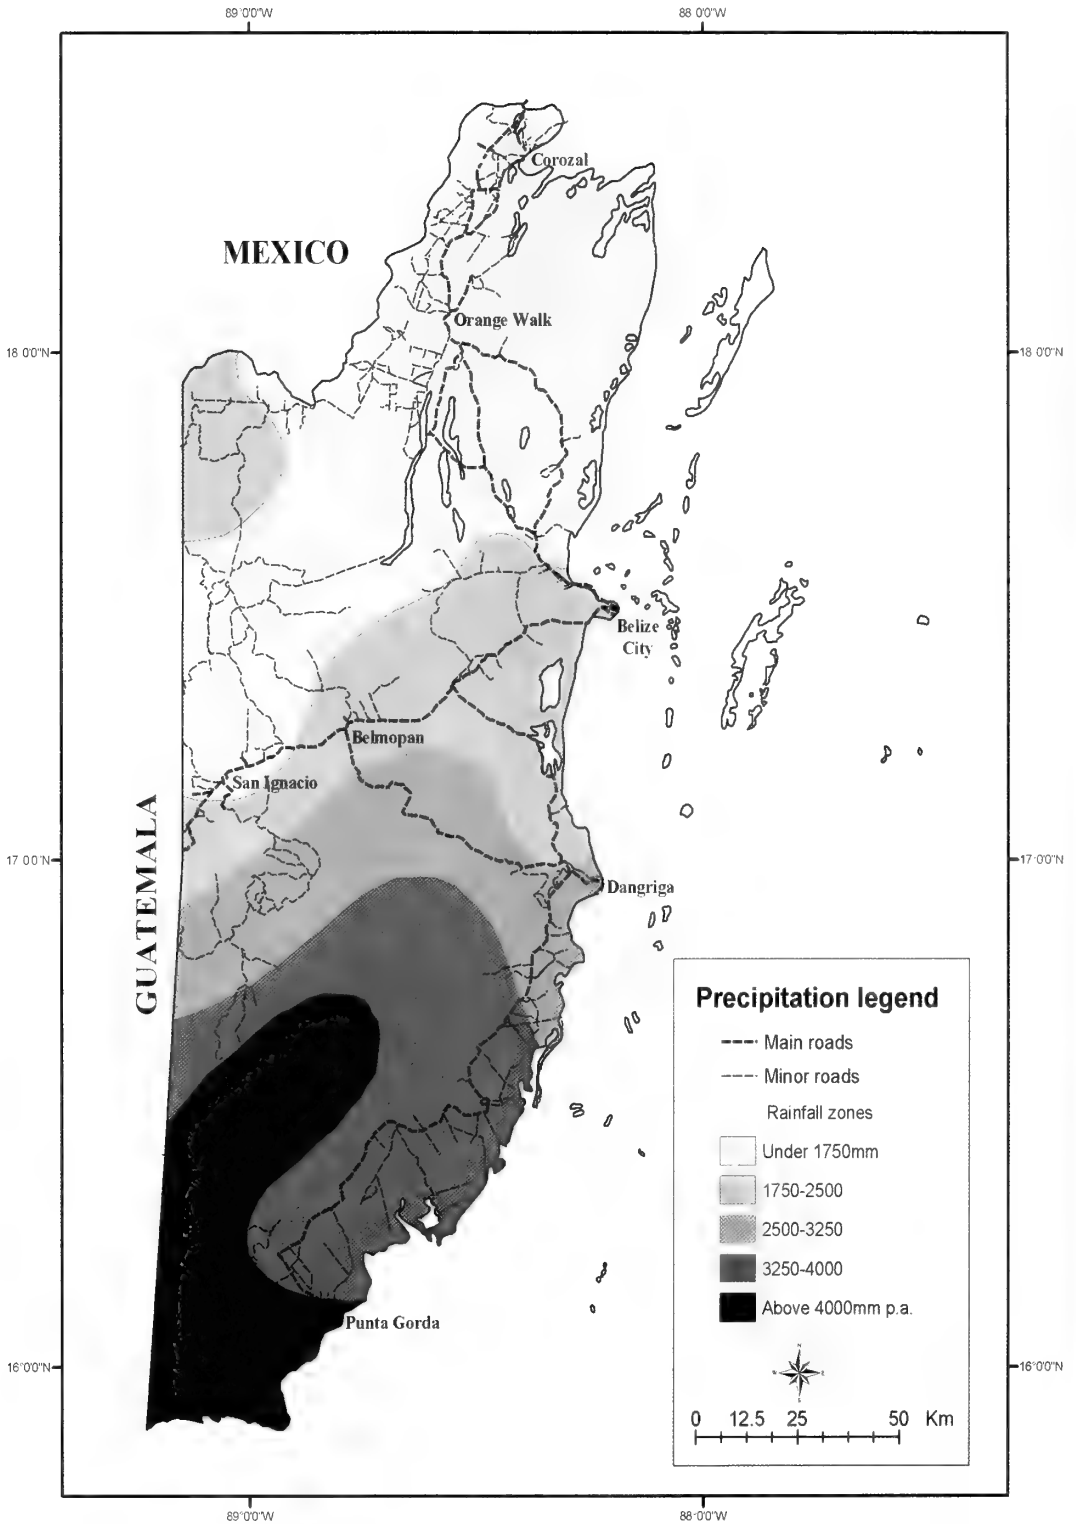 89°0'0"W
88°0'0"W
Corozal
MEXICO
Orange Walk
18°0'0"N
18°0'0"N
Belize
City
Belmopan
San Ignacio
GUATEMALA
17°0'0"N
17°0'0"N
Dangriga
Precipitation legend
Main roads
Minor roads
Rainfall zones
Under 1750mm
1750-2500
2500-3250
3250-4000
Above 4000mm p.a.
Punta Gorda
N
W
E
S
16°0'0"N
16°0'0"N
0 12.5 25 50 Km
89°0'0"W
88°0'0"W